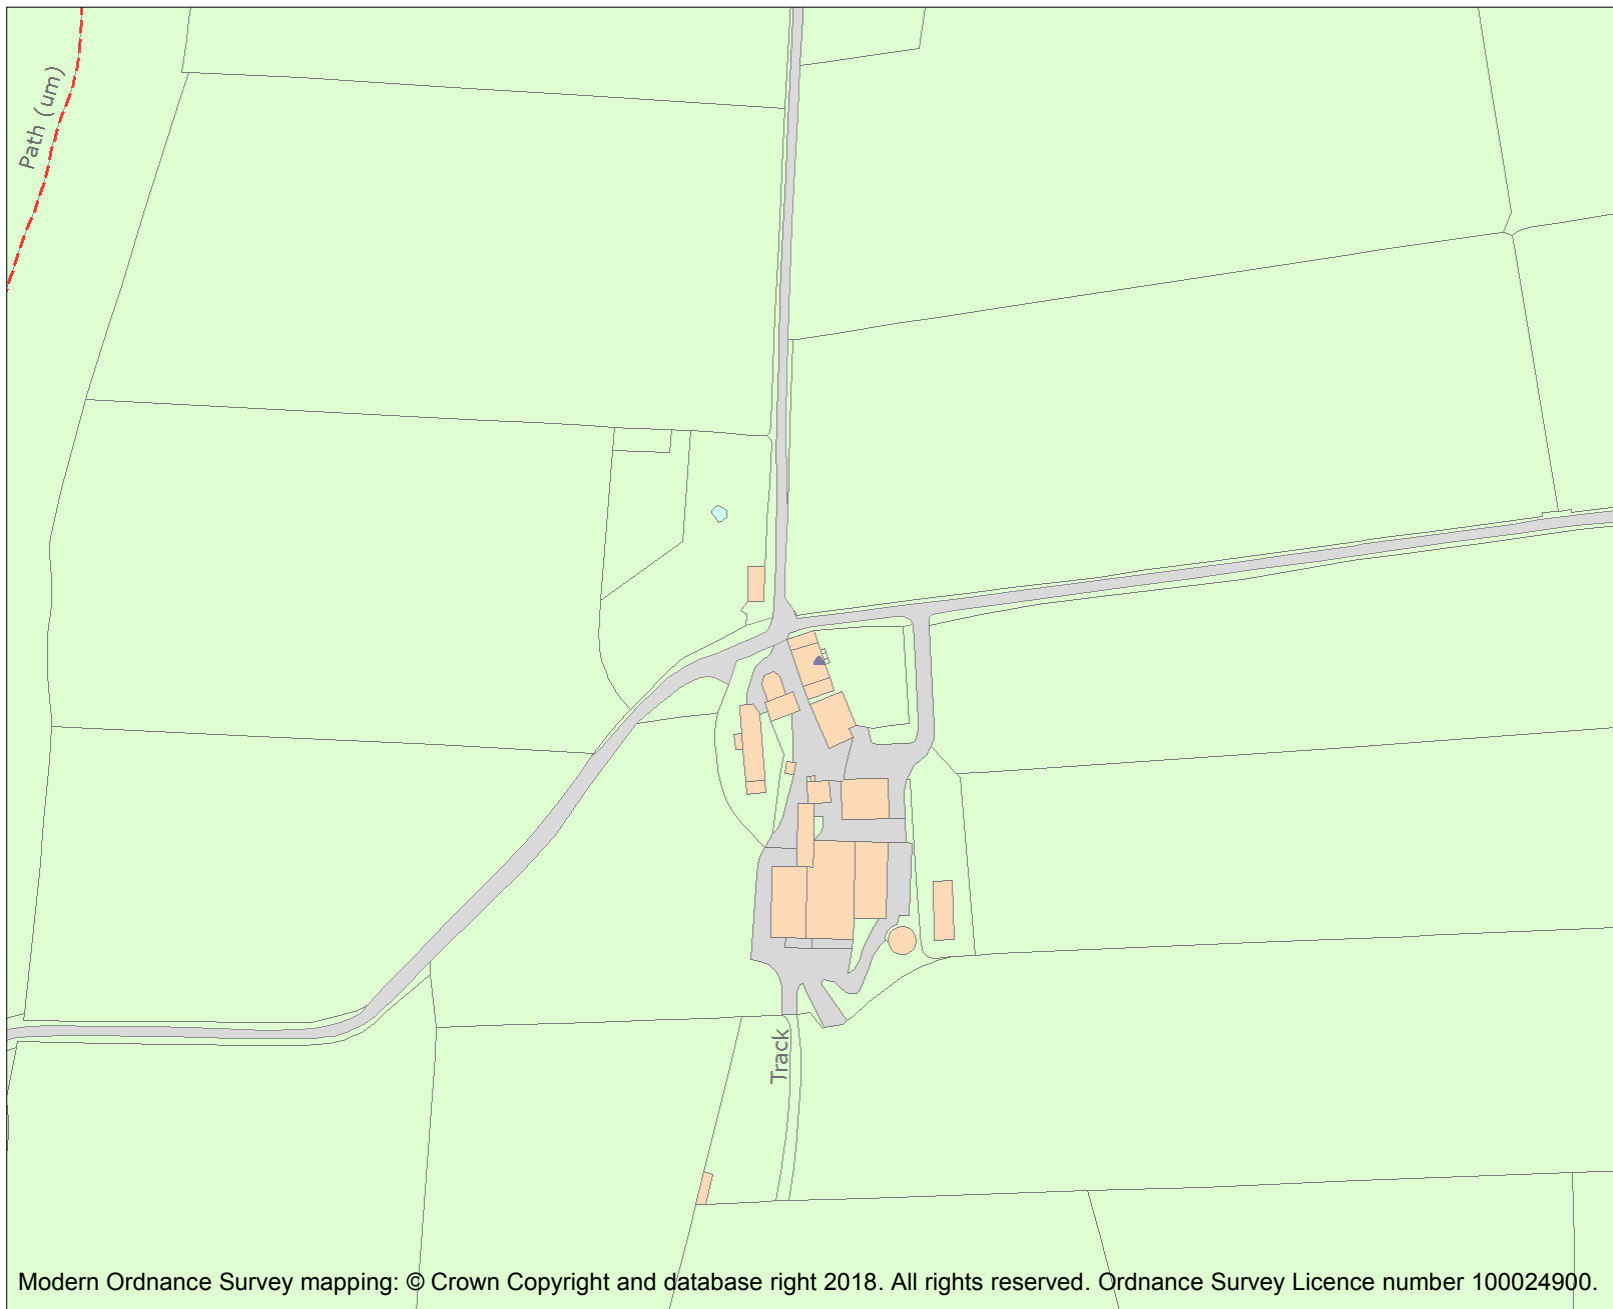 Path (um)
Track
Modern Ordnance Survey mapping: © Crown Copyright and database right 2018. All rights reserved. Ordnance Survey Licence number 100024900.